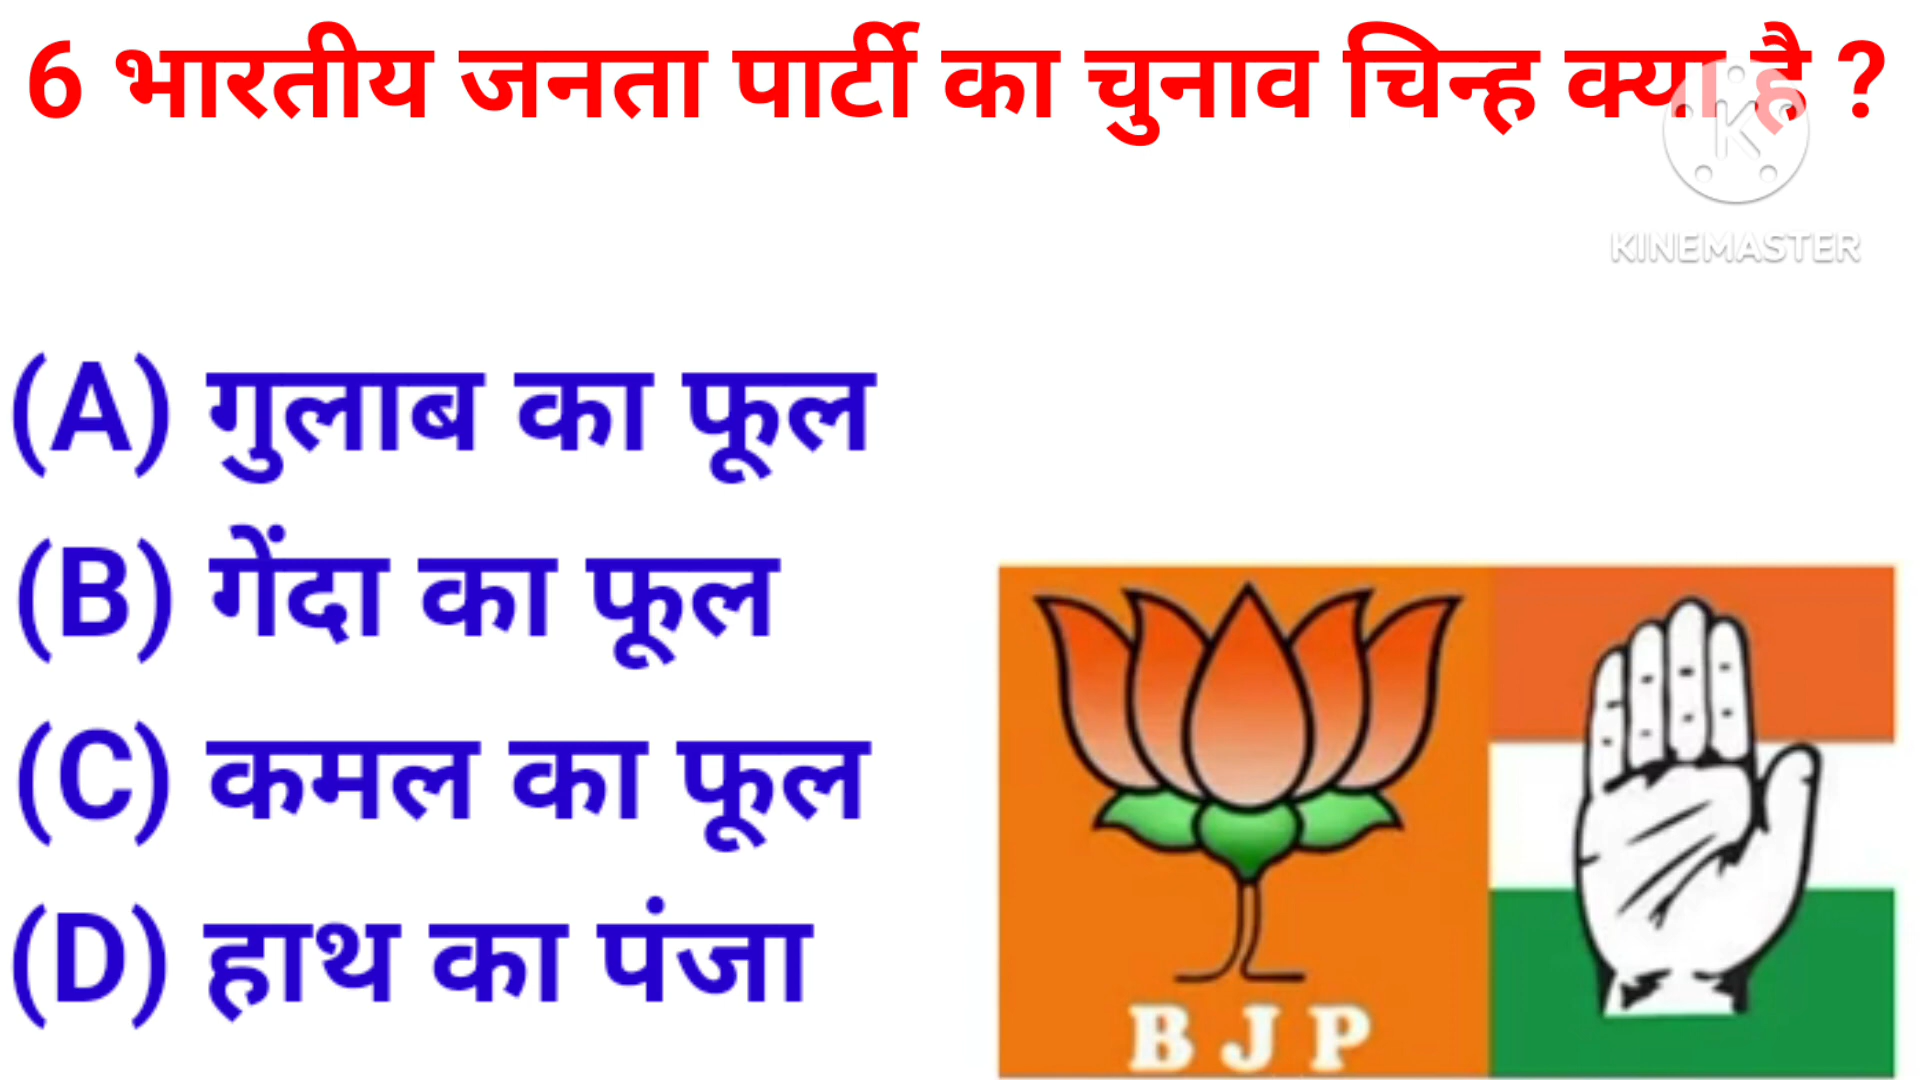 6 भारतीय जनता पार्टी का चुनाव चिन्ह क्या है ?
K
KINEMASTER
(A) गुलाब का फूल
(B) गेंदा का फूल
(C) कमल का फूल
(D) हाथ का पंजा
B J P